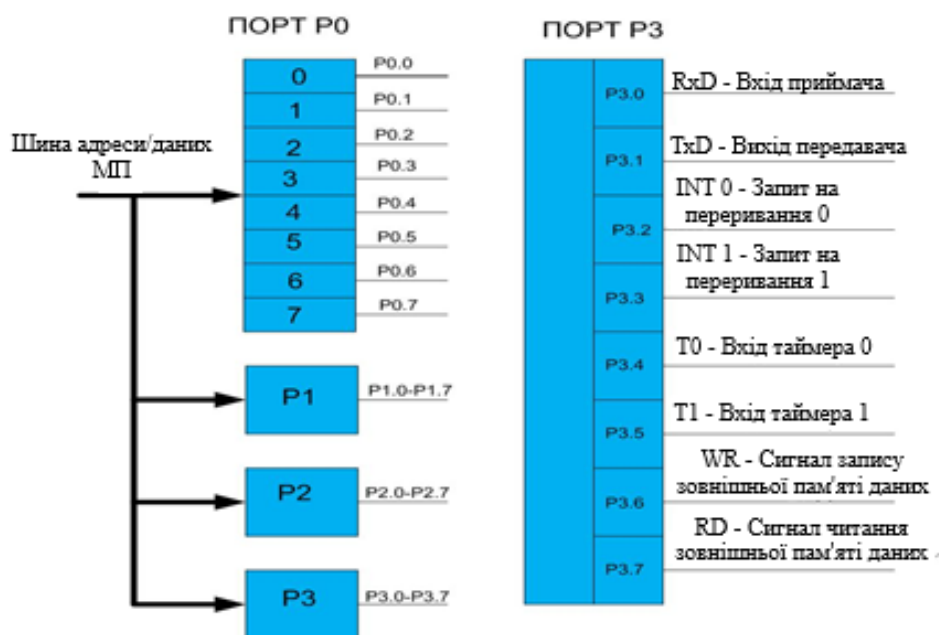 ПОРТ P0
0
P0.0
1
P0.1
2
P0.2
3
P0.3
4
P0.4
5
P0.5
6
P0.6
7
P0.7
Шина адреси/даних
МП
P1
P1.0-P1.7
P2
P2.0-P2.7
P3
P3.0-P3.7
ПОРТ P3
P3.0
RxD - Вхід приймача
P3.1
TxD - Вихід передавача
P3.2
INT 0 - Запит на
переривання 0
P3.3
INT 1 - Запит на
переривання 1
P3.4
T0 - Вхід таймера 0
P3.5
T1 - Вхід таймера 1
P3.6
WR - Сигнал запису
зовнішньої пам'яті даних
P3.7
RD - Сигнал читання
зовнішньої пам'яті даних